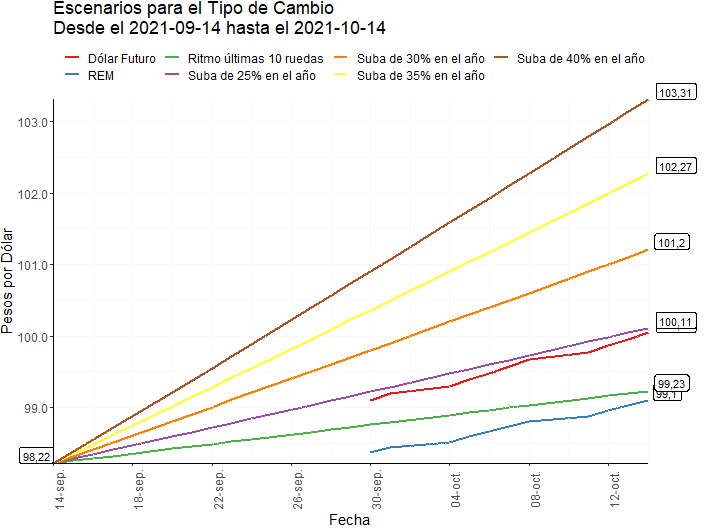 Escenarios para el Tipo de Cambio
Desde el 2021-09-14 hasta el 2021-10-14
Dólar Futuro Ritmo últimas 10 ruedas Suba de 30% en el año Suba de 40% en el año
REM Suba de 25% en el año Suba de 35% en el año
103,31
103.0
102,27
102.0
101,2
101.0
Pesos por Dólar
100,11
100.0
99,23
99,1
99.0
98,22
14-sep. 18-sep. 22-sep. 26-sep. 30-sep. 04-oct. 08-oct. 12-oct.
Fecha